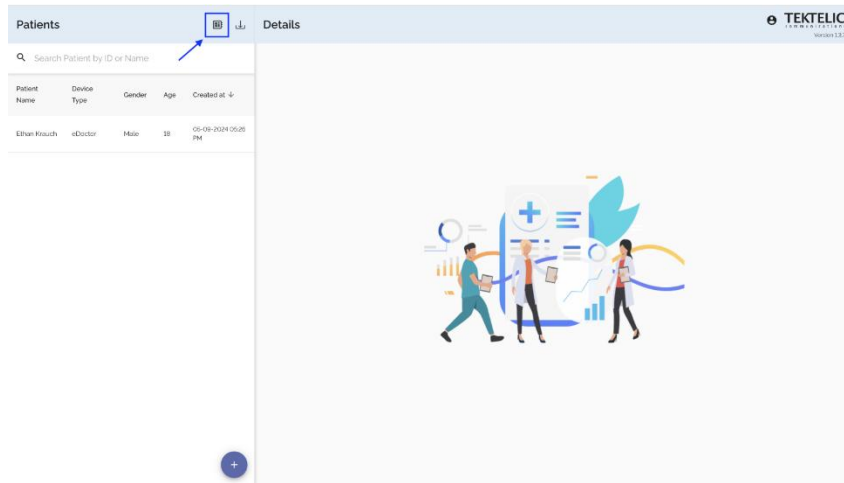 Patients
Details
TEKTELIC
communications
Search Patient by ID or Name
Patient Name
Device Type
Gender
Age
Created at ↓
Ethan Krauch
eDoctor
Male
18
05-09-2024 05:26 PM
+